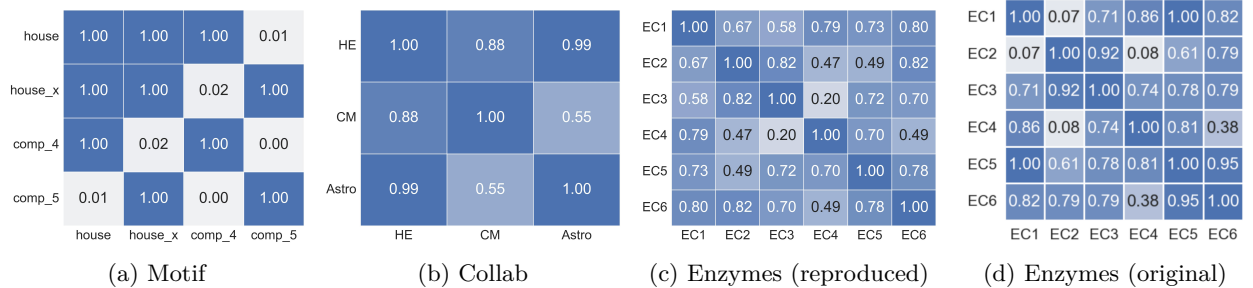 house 1.00 1.00 1.00 0.01
house_x 1.00 1.00 0.02 1.00
comp_4 1.00 0.02 1.00 0.00
comp_5 0.01 1.00 0.00 1.00
house house_x comp_4 comp_5
(a) Motif
HE 1.00 0.88 0.99
CM 0.88 1.00 0.55
Astro 0.99 0.55 1.00
HE CM Astro
(b) Collab
EC1 1.00 0.67 0.58 0.79 0.73 0.80
EC2 0.67 1.00 0.82 0.47 0.49 0.82
EC3 0.58 0.82 1.00 0.20 0.72 0.70
EC4 0.79 0.47 0.20 1.00 0.70 0.49
EC5 0.73 0.49 0.72 0.70 1.00 0.78
EC6 0.80 0.82 0.70 0.49 0.78 1.00
EC1 EC2 EC3 EC4 EC5 EC6
(c) Enzymes (reproduced)
EC1 1.00 0.07 0.71 0.86 1.00 0.82
EC2 0.07 1.00 0.92 0.08 0.61 0.79
EC3 0.71 0.92 1.00 0.74 0.78 0.79
EC4 0.86 0.08 0.74 1.00 0.81 0.38
EC5 1.00 0.61 0.78 0.81 1.00 0.95
EC6 0.82 0.79 0.79 0.38 0.95 1.00
EC1 EC2 EC3 EC4 EC5 EC6
(d) Enzymes (original)